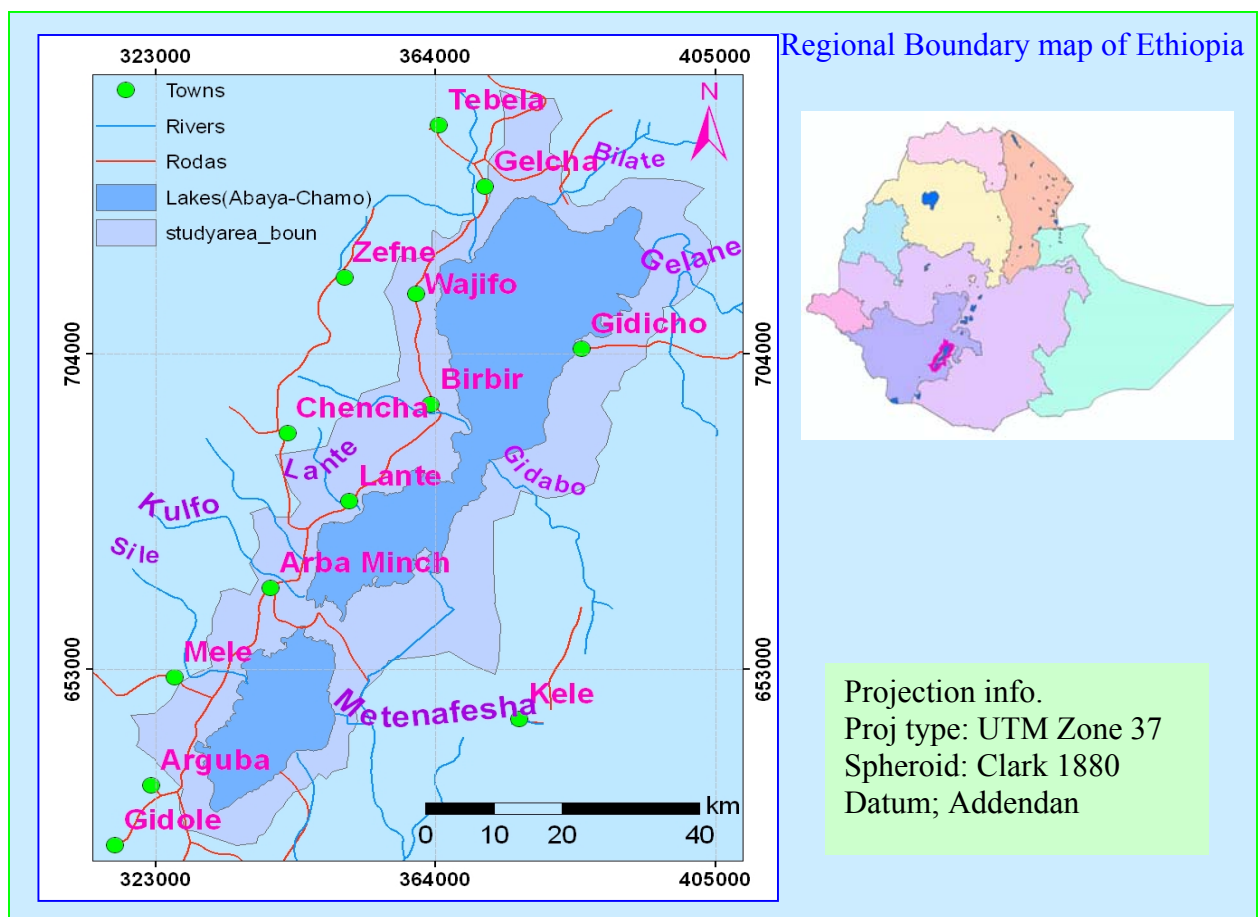 Regional Boundary map of Ethiopia
323000
364000
405000
N
Towns
Rivers
Rodas
Lakes(Abaya-Chamo)
studyarea_boun
Tebela
Bilate
Gelcha
Zefne
Gelane
Wajifo
Gidicho
704000
704000
Birbir
Chencha
Lante
Lante
Gidabo
Kulfo
Sile
Arba Minch
653000
653000
Mele
Metenafesha
Kele
Arguba
Gidole
km
0 10 20 40
323000
364000
405000
Projection info.
Proj type: UTM Zone 37
Spheroid: Clark 1880
Datum; Addendan